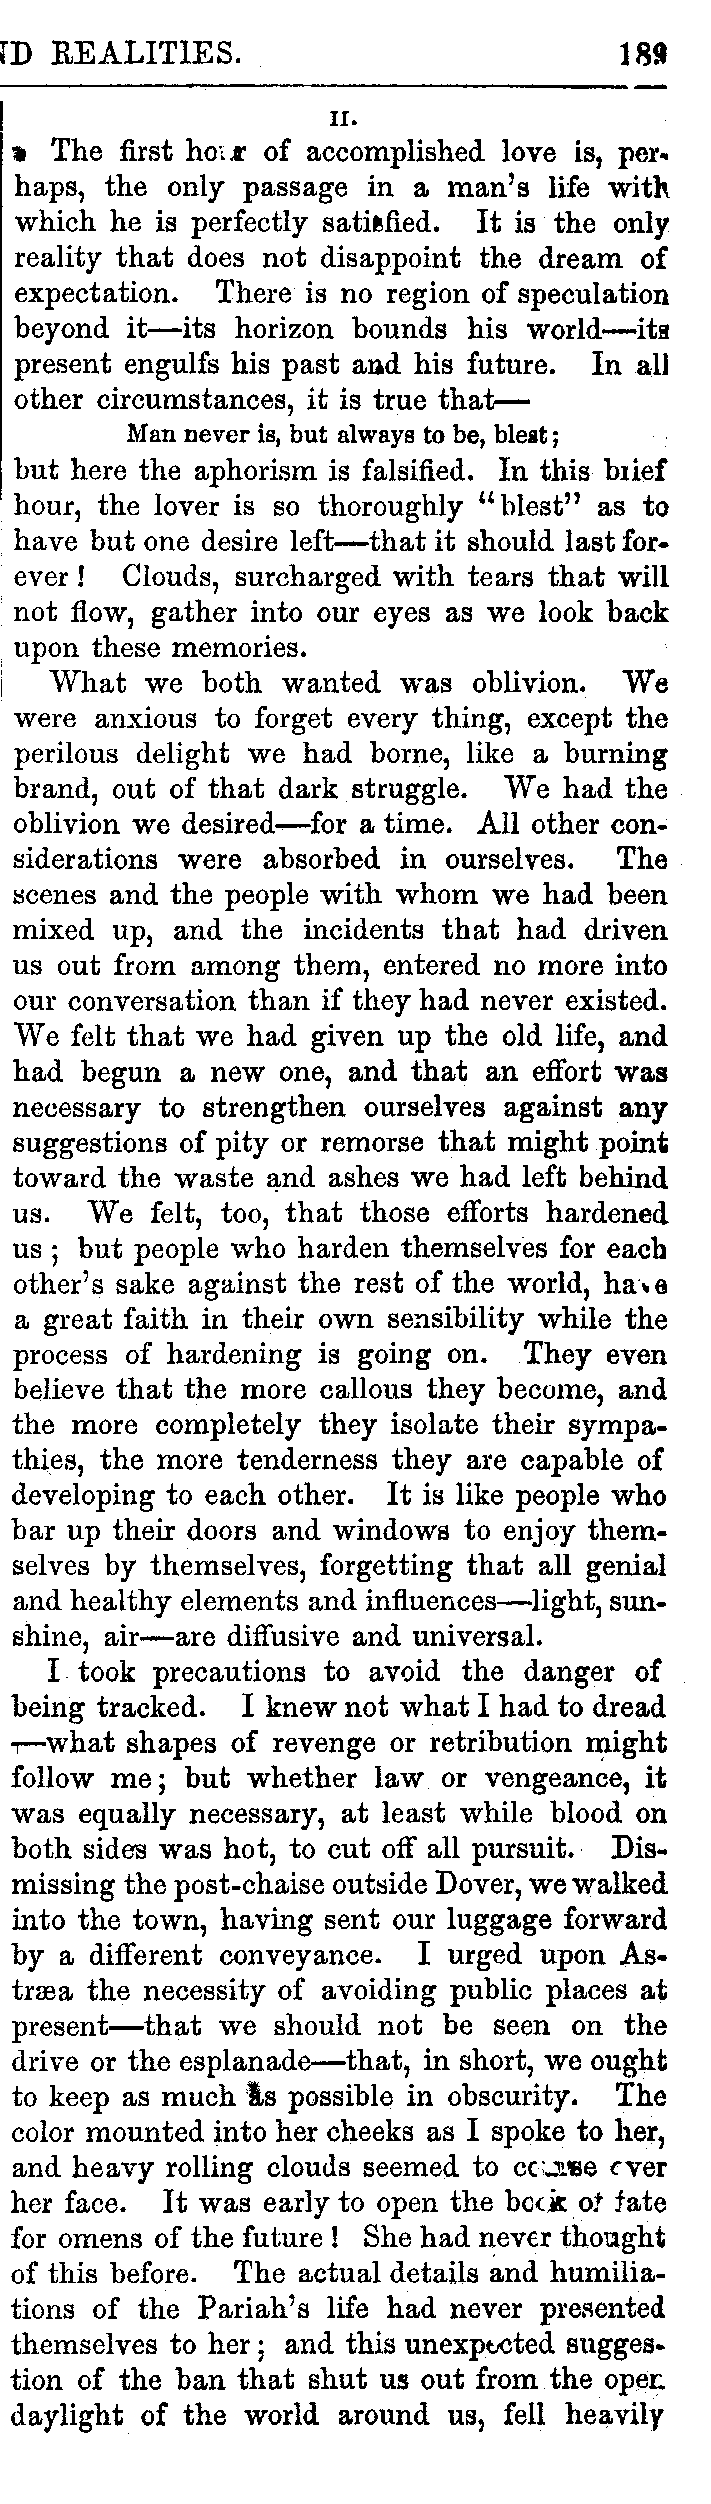 ND REALITIES. 189
II.
The first hour of accomplished love is, per-
haps, the only passage in a man's life with
which he is perfectly satisfied. It is the only
reality that does not disappoint the dream of
expectation. There is no region of speculation
beyond it—its horizon bounds his world—its
present engulfs his past and his future. In all
other circumstances, it is true that—
Man never is, but always to be, blest;
but here the aphorism is falsified. In this brief
hour, the lover is so thoroughly "blest" as to
have but one desire left—that it should last for-
ever! Clouds, surcharged with tears that will
not flow, gather into our eyes as we look back
upon these memories.
What we both wanted was oblivion. We
were anxious to forget every thing, except the
perilous delight we had borne, like a burning
brand, out of that dark struggle. We had the
oblivion we desired—for a time. All other con-
siderations were absorbed in ourselves. The
scenes and the people with whom we had been
mixed up, and the incidents that had driven
us out from among them, entered no more into
our conversation than if they had never existed.
We felt that we had given up the old life, and
had begun a new one, and that an effort was
necessary to strengthen ourselves against any
suggestions of pity or remorse that might point
toward the waste and ashes we had left behind
us. We felt, too, that those efforts hardened
us; but people who harden themselves for each
other's sake against the rest of the world, have
a great faith in their own sensibility while the
process of hardening is going on. They even
believe that the more callous they become, and
the more completely they isolate their sympa-
thies, the more tenderness they are capable of
developing to each other. It is like people who
bar up their doors and windows to enjoy them-
selves by themselves, forgetting that all genial
and healthy elements and influences—light, sun-
shine, air—are diffusive and universal.
I took precautions to avoid the danger of
being tracked. I knew not what I had to dread
—what shapes of revenge or retribution might
follow me; but whether law or vengeance, it
was equally necessary, at least while blood on
both sides was hot, to cut off all pursuit. Dis-
missing the post-chaise outside Dover, we walked
into the town, having sent our luggage forward
by a different conveyance. I urged upon As-
træa the necessity of avoiding public places at
present—that we should not be seen on the
drive or the esplanade—that, in short, we ought
to keep as much as possible in obscurity. The
color mounted into her cheeks as I spoke to her,
and heavy rolling clouds seemed to course over
her face. It was early to open the book of fate
for omens of the future! She had never thought
of this before. The actual details and humilia-
tions of the Pariah's life had never presented
themselves to her; and this unexpected sugges-
tion of the ban that shut us out from the open
daylight of the world around us, fell heavily